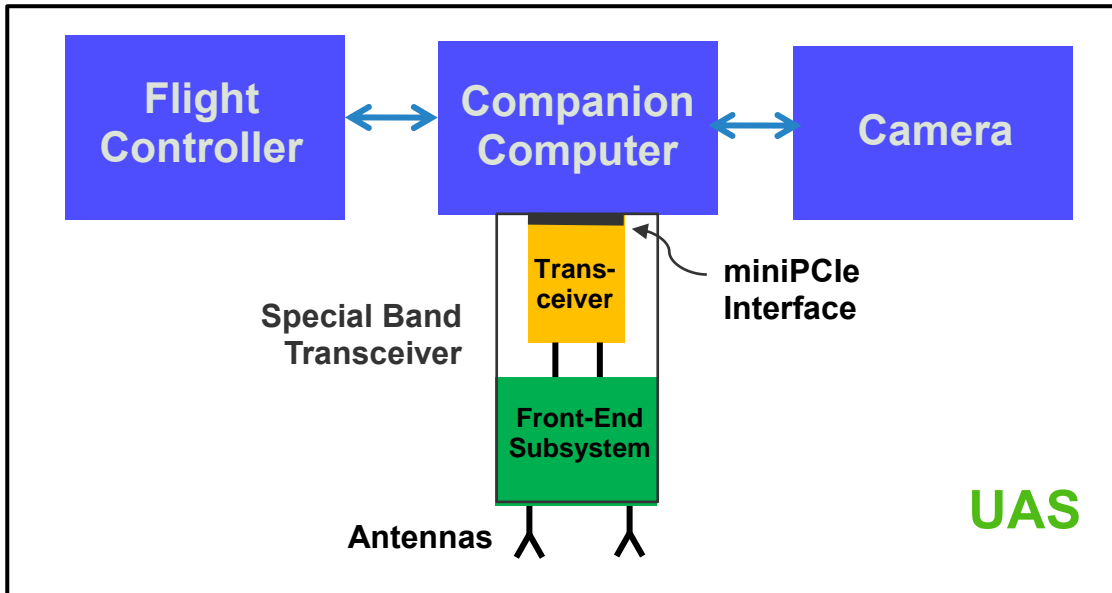 Flight
Controller
Companion
Computer
Camera
Trans-
ceiver
miniPCIe
Interface
Special Band
Transceiver
Front-End
Subsystem
Antennas
UAS